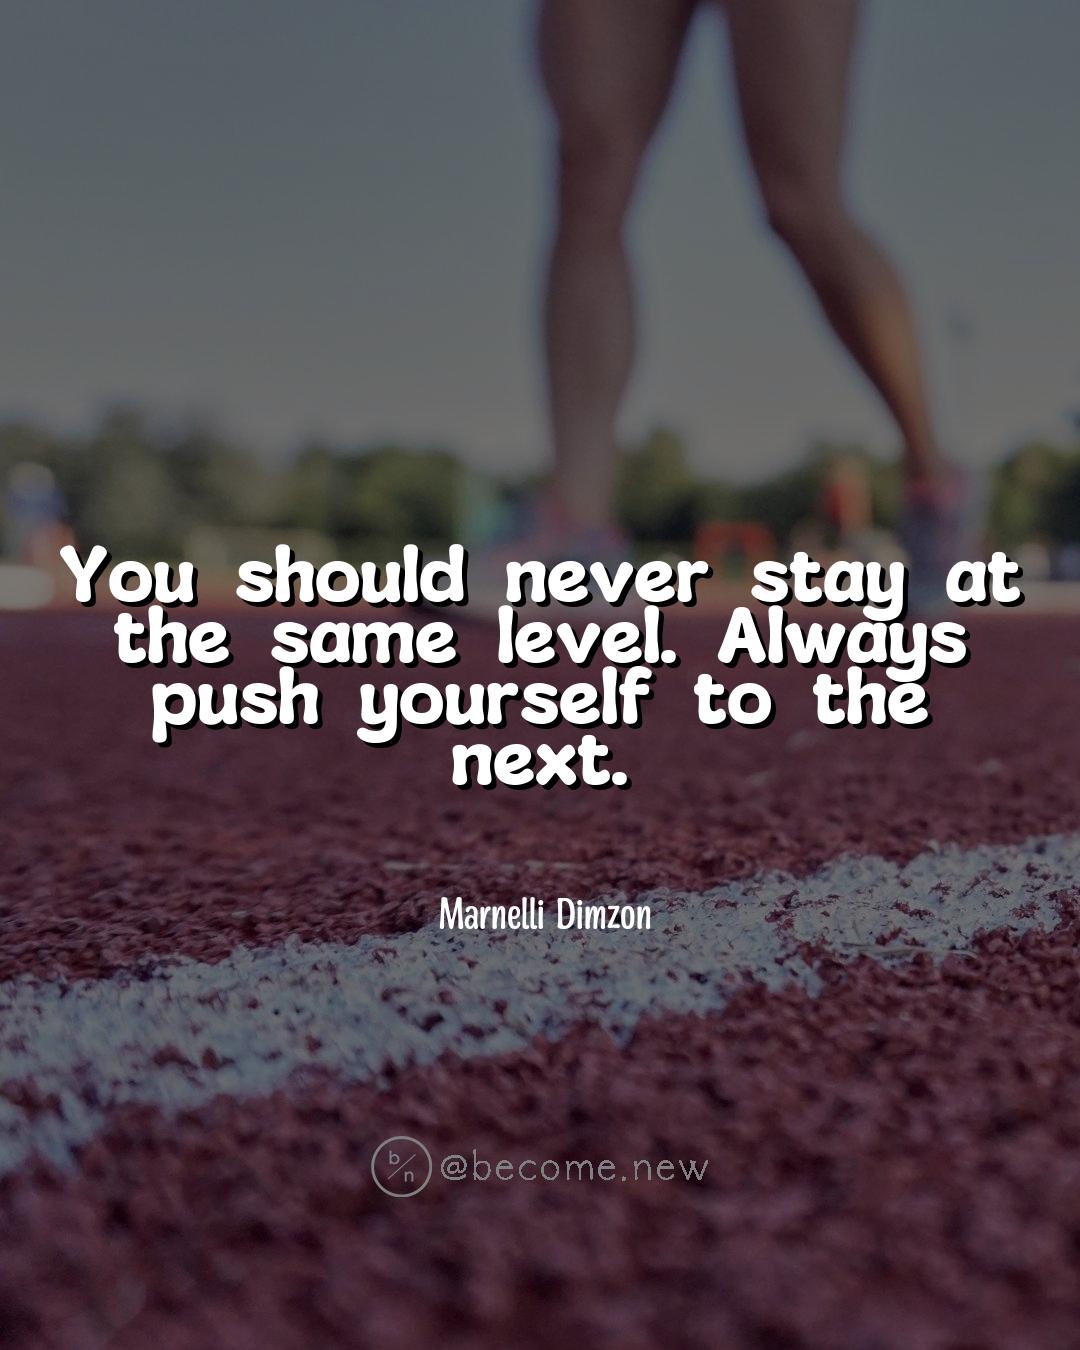 You should never stay at
the same level. Always
push yourself to the
next.
Marnelli Dimzon
b/n @become.new